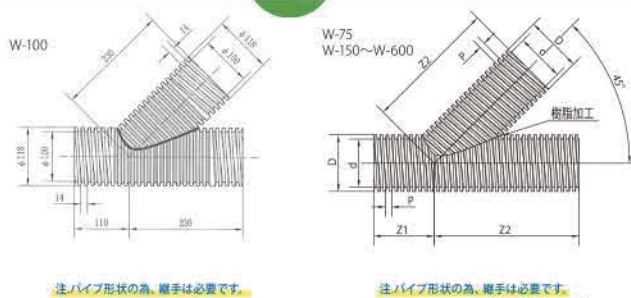 W-100
230
14
φ118
φ100
φ118
φ100
14
110
230
注.パイプ形状の為、継手は必要です。
W-75
W-150~W-600
Z2
P
D
d
45°
樹脂加工
D
d
P
Z1
Z2
注.パイプ形状の為、継手は必要です。